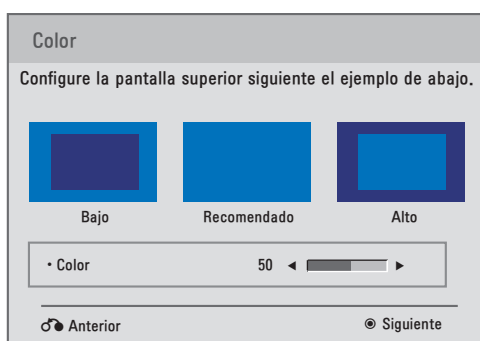 Color
Configure la pantalla superior siguiente el ejemplo de abajo.
Bajo Recomendado Alto
• Color 50 ◄ ►
Anterior ◉ Siguiente